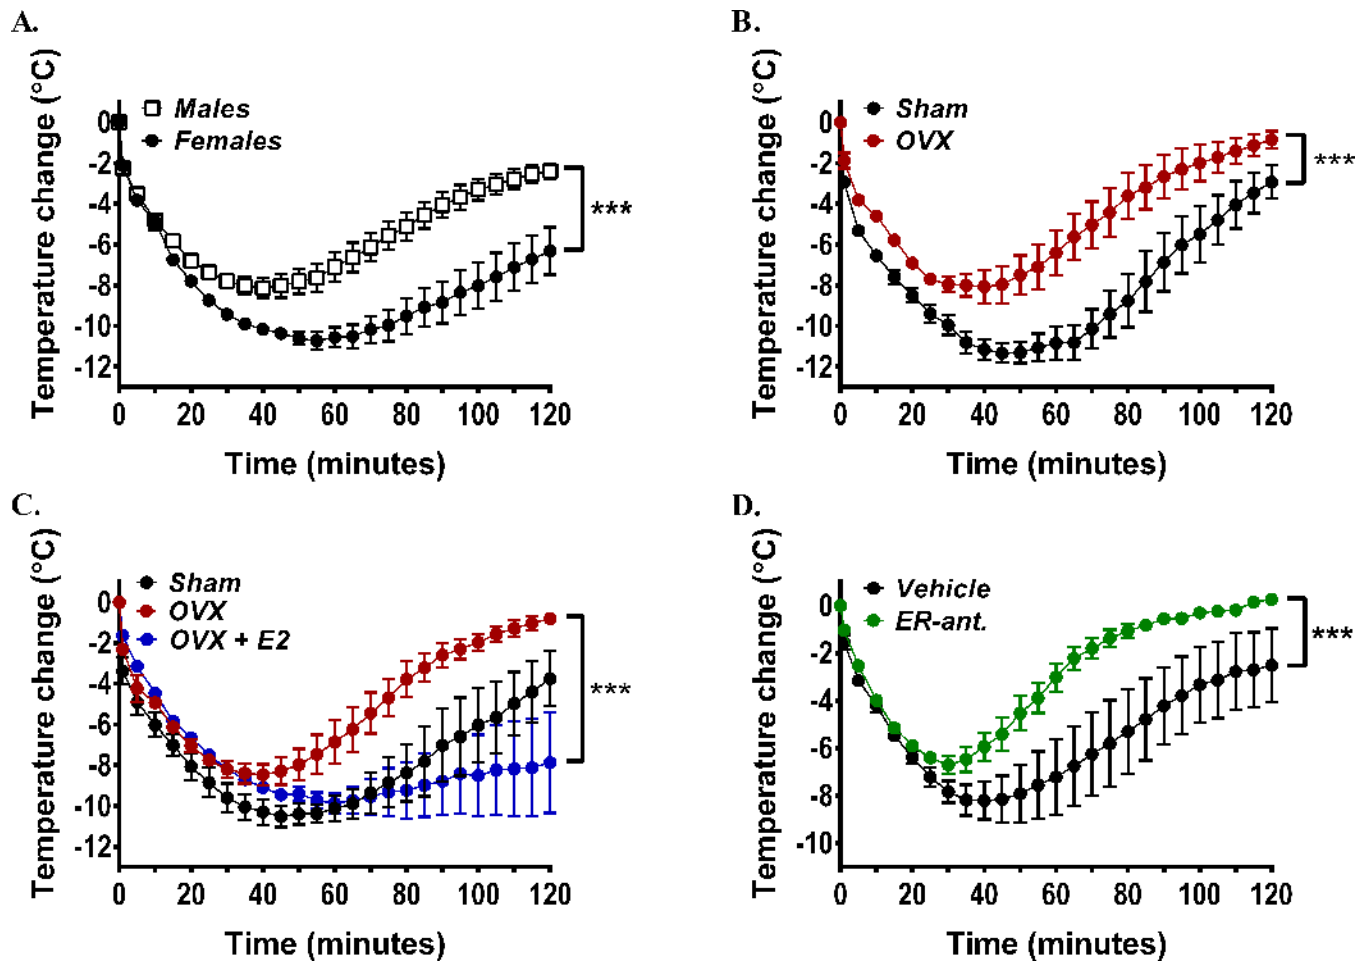 A.
Temperature change (°C)
Males
Females
0
-2
-4
-6
-8
-10
-12
***
0 20 40 60 80 100 120
Time (minutes)
B.
Temperature change (°C)
Sham
OVX
0
-2
-4
-6
-8
-10
-12
***
0 20 40 60 80 100 120
Time (minutes)
C.
Temperature change (°C)
Sham
OVX
OVX + E2
0
-2
-4
-6
-8
-10
-12
***
0 20 40 60 80 100 120
Time (minutes)
D.
Temperature change (°C)
Vehicle
ER-ant.
0
-2
-4
-6
-8
-10
***
0 20 40 60 80 100 120
Time (minutes)